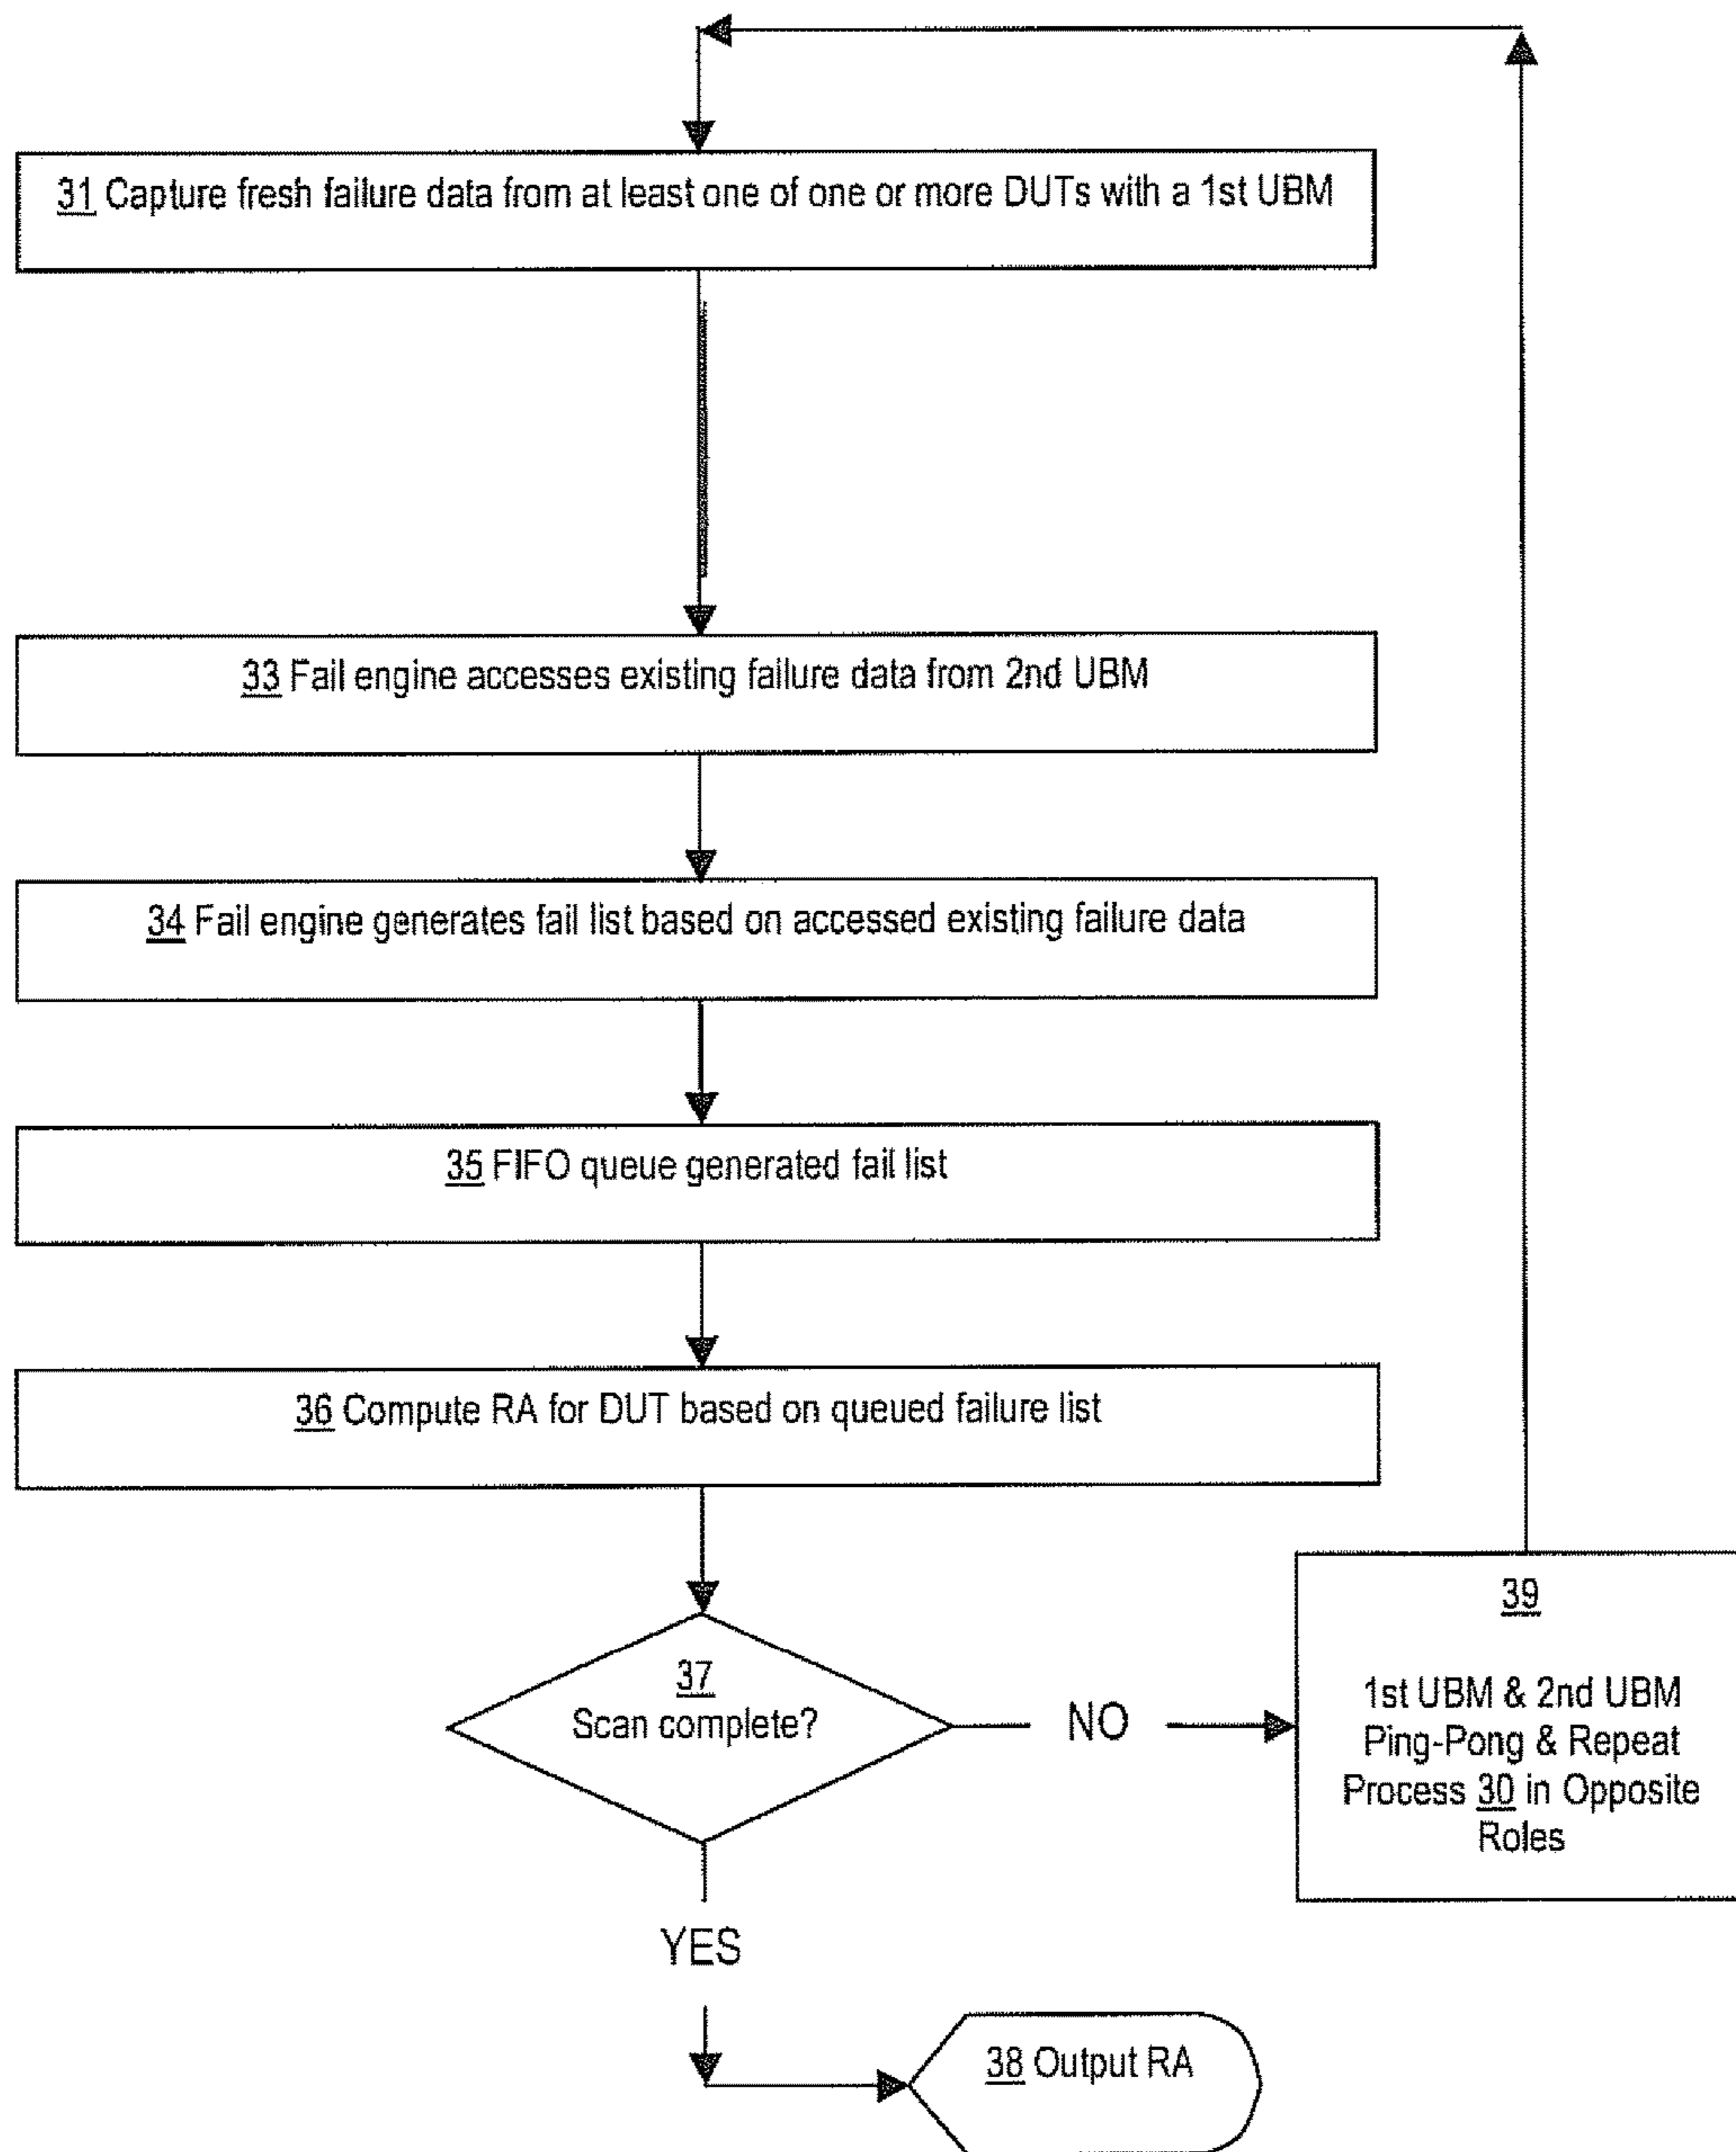 31 Capture fresh failure data from at least one of one or more DUTs with a 1st UBM
33 Fail engine accesses existing failure data from 2nd UBM
34 Fail engine generates fail list based on accessed existing failure data
35 FIFO queue generated fail list
36 Compute RA for DUT based on queued failure list
37
Scan complete?
NO
39
1st UBM & 2nd UBM
Ping-Pong & Repeat
Process 30 in Opposite
Roles
YES
38 Output RA